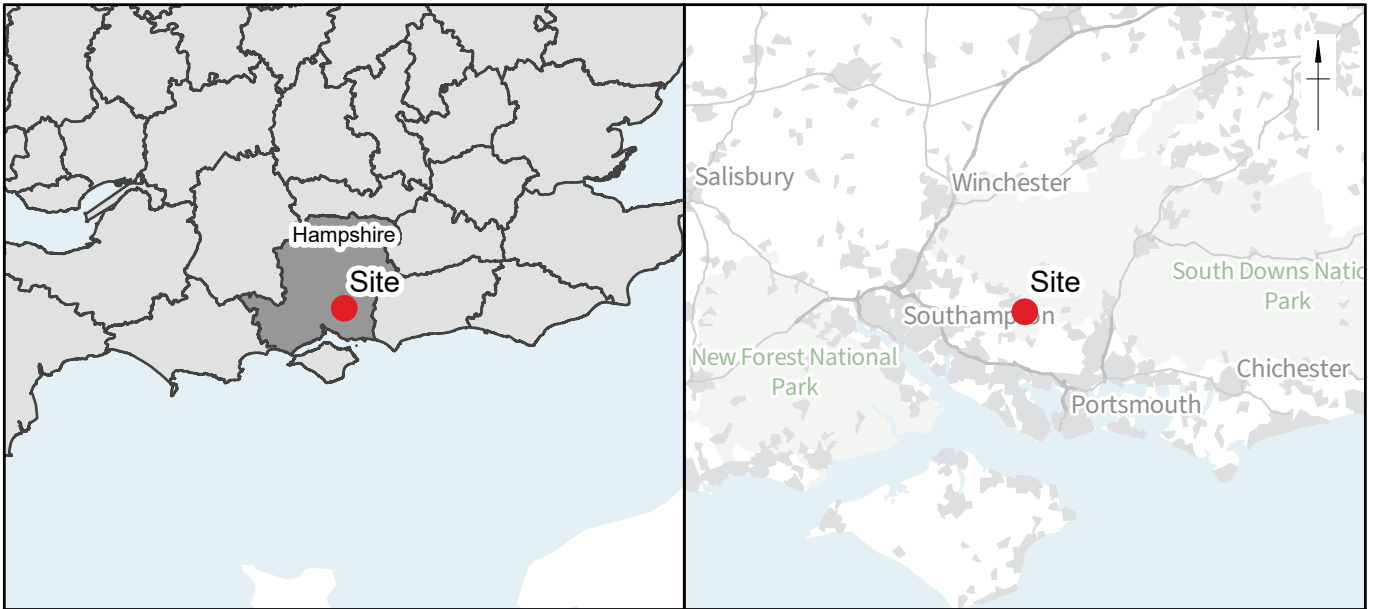 Hampshire
Site
Salisbury
Winchester
South Downs Natio
Park
Site
Southampton
New Forest National
Park
Chichester
Portsmouth